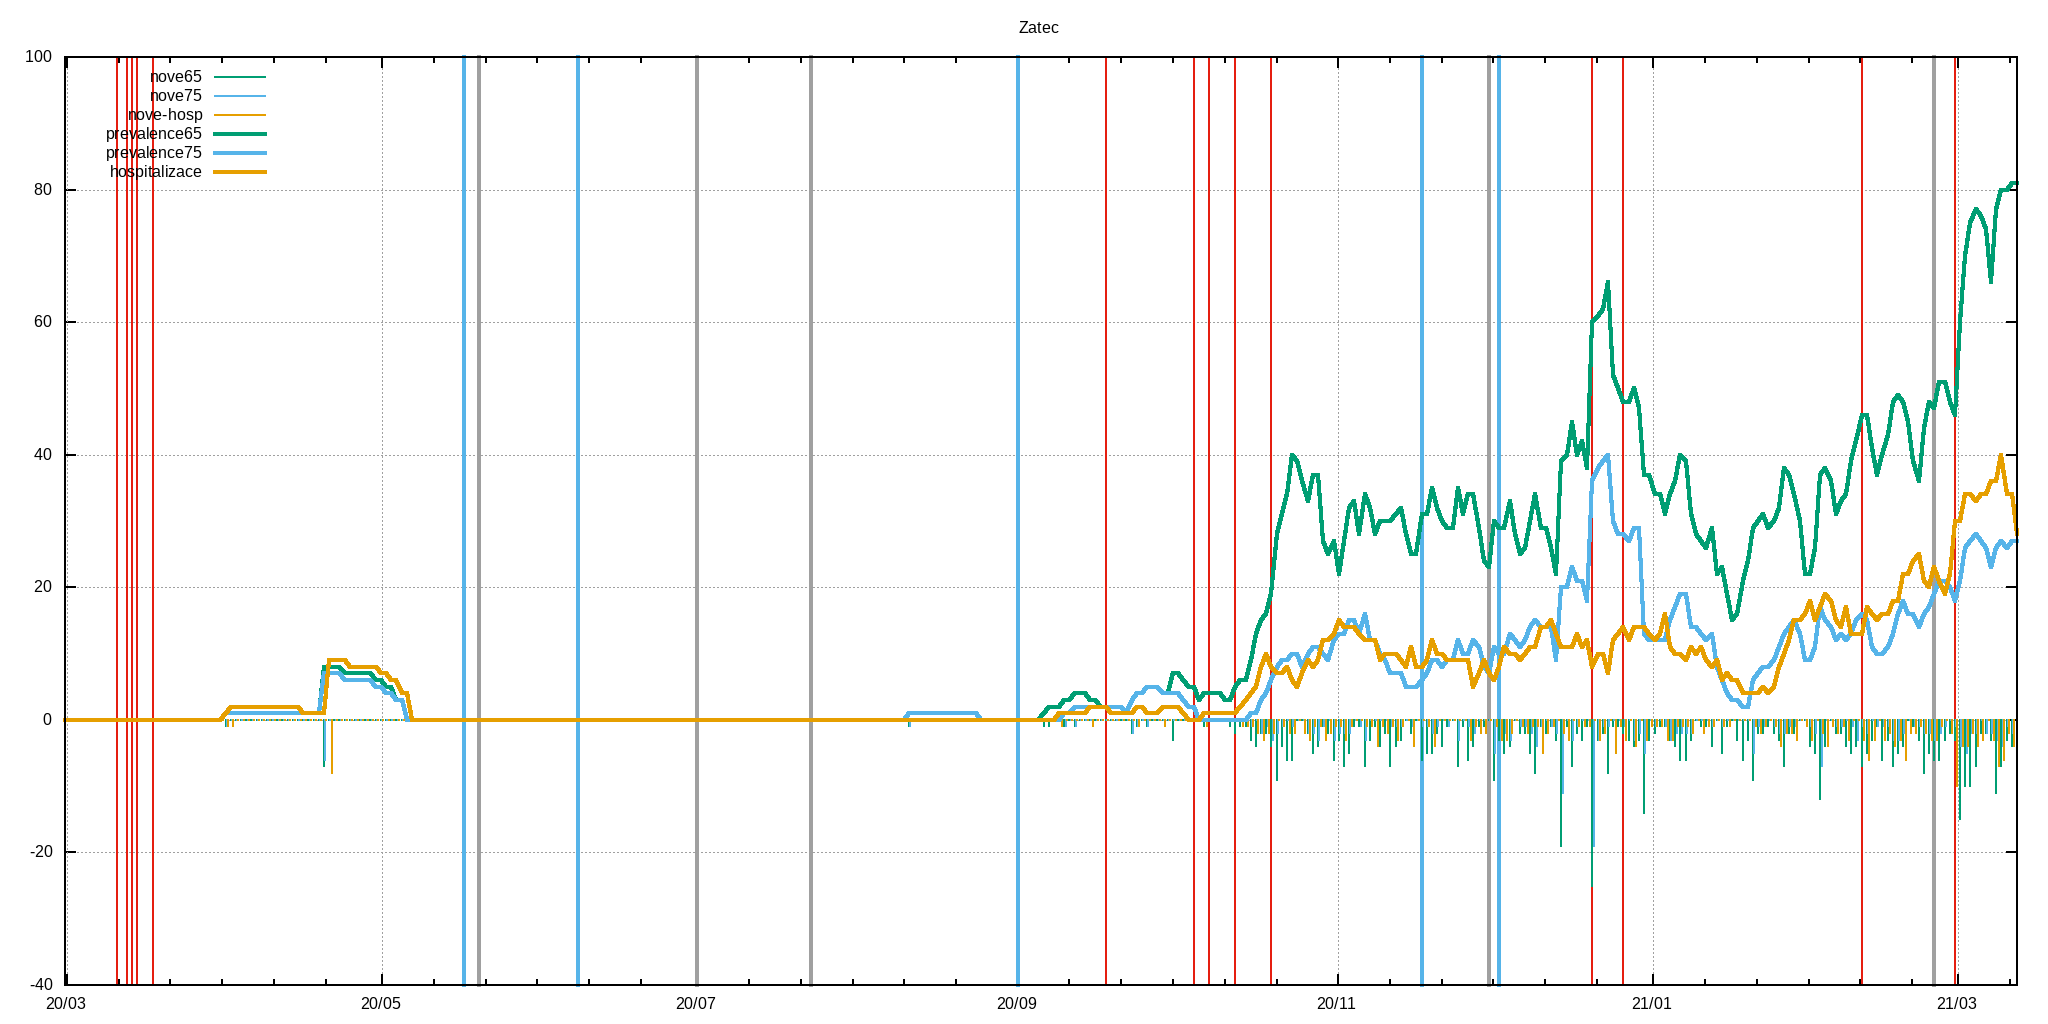 Zatec
100
nove65
nove75
nove-hosp
prevalence65
prevalence75
hospitalizace
80
60
40
20
0
-20
-40
20/03 20/05 20/07 20/09 20/11 21/01 21/03